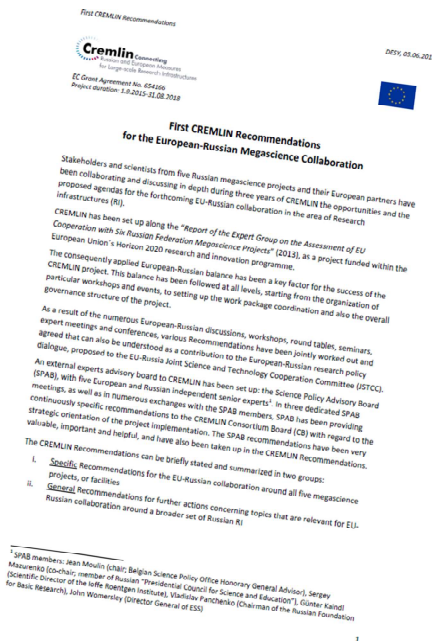 First CREMLIN Recommendations
DESY, 05.06.201
Cremlin Connecting
Russian and European Measures
for Large-scale Research Infrastructures
EC Grant Agreement No. 654166
Project duration: 1.9.2015-31.08.2018
First CREMLIN Recommendations
for the European-Russian Megascience Collaboration
Stakeholders and scientists from five Russian megascience projects and their European partners have
been collaborating and discussing in depth during three years of CREMLIN the opportunities and the
proposed agendas for the forthcoming EU-Russian collaboration in the area of Research
infrastructures (RI).
CREMLIN has been set up along the "Report of the Expert Group on the Assessment of EU
Cooperation with Six Russian Federation Megascience Projects" (2013), as a project funded within the
European Union´s Horizon 2020 research and innovation programme.
The consequently applied European-Russian balance has been a key factor for the success of the
CREMLIN project. This balance has been followed at all levels, starting from the organization of
particular workshops and events, to setting up the work package coordination and also the overall
governance structure of the project.
As a result of the numerous European-Russian discussions, workshops, round tables, seminars,
expert meetings and conferences, various Recommendations have been jointly worked out and
agreed that can also be understood as a contribution to the European-Russian research policy
dialogue, proposed to the EU-Russia Joint Science and Technology Cooperation Committee (JSTCC).
An external experts advisory board to CREMLIN has been set up: the Science Policy Advisory Board
(SPAB), with five European and Russian independent senior experts¹. In three dedicated SPAB
meetings, as well as in numerous exchanges with the SPAB members, SPAB has been providing
continuously specific recommendations to the CREMLIN Consortium Board (CB) with regard to the
strategic orientation of the project implementation. The SPAB recommendations have been very
valuable, important and helpful, and have also been taken up in the CREMLIN Recommendations.
The CREMLIN Recommendations can be briefly stated and summarized in two groups:
i. Specific Recommendations for the EU-Russian collaboration around all five megascience
projects, or facilities
ii. General Recommendations for further actions concerning topics that are relevant for EU-
Russian collaboration around a broader set of Russian RI
¹ SPAB members: Jean Moulin (chair; Belgian Science Policy Office Honorary General Advisor), Sergey
Mazurenko (co-chair; member of Russian "Presidential Council for Science and Education"), Günter Kaindl
(Scientific Director of the Ioffe Roentgen Institute), Vladislav Panchenko (Chairman of the Russian Foundation
for Basic Research), John Womersley (Director General of ESS)
1